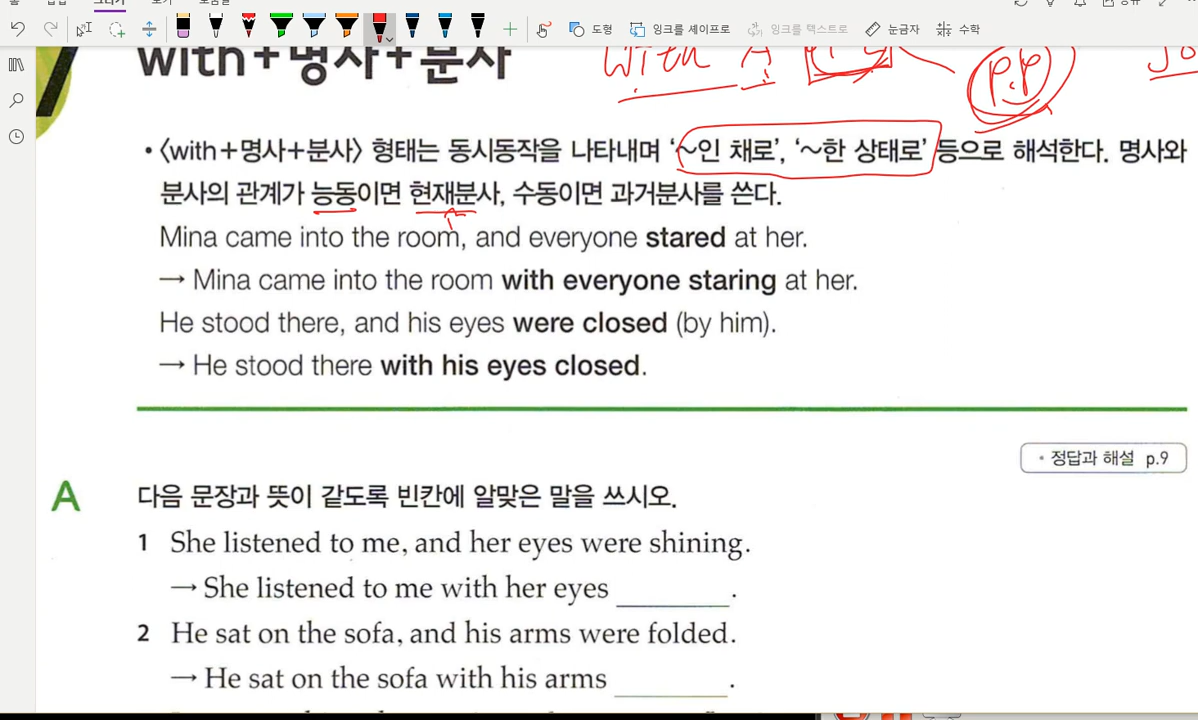 도형 잉크를 셰이프로 잉크를 텍스트로 눈금자 수학
with+명사+분사 with A p.p
• 〈with+명사+분사〉 형태는 동시동작을 나타내며 ‘~인 채로’, ‘~한 상태로’ 등으로 해석한다. 명사와
분사의 관계가 능동이면 현재분사, 수동이면 과거분사를 쓴다.
Mina came into the room, and everyone stared at her.
→ Mina came into the room with everyone staring at her.
He stood there, and his eyes were closed (by him).
→ He stood there with his eyes closed.
• 정답과 해설 p.9
A 다음 문장과 뜻이 같도록 빈칸에 알맞은 말을 쓰시오.
1 She listened to me, and her eyes were shining.
→ She listened to me with her eyes ________.
2 He sat on the sofa, and his arms were folded.
→ He sat on the sofa with his arms ________.